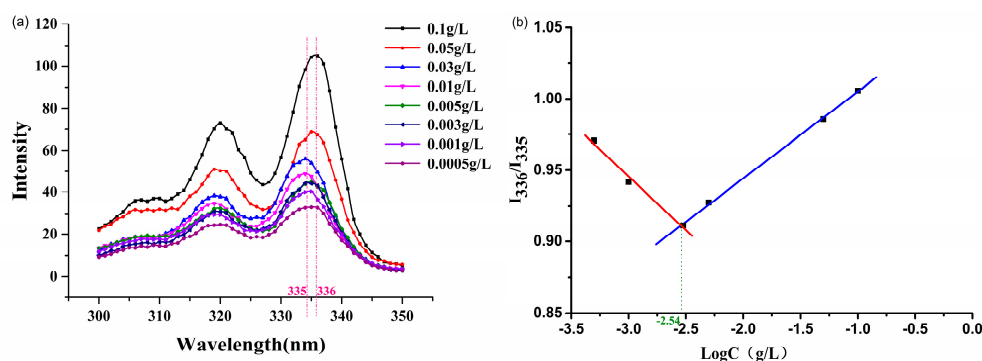 (a)
120
100
80
60
40
20
0
Intensity
300
310
320
330
340
350
Wavelength(nm)
335
336
0.1g/L
0.05g/L
0.03g/L
0.01g/L
0.005g/L
0.003g/L
0.001g/L
0.0005g/L
(b)
1.00
0.95
0.90
0.85
I336/I335
-3.5
-3.0
-2.5
-2.0
-1.5
-1.0
-0.5
0.0
-2.54
LogC（g/L）